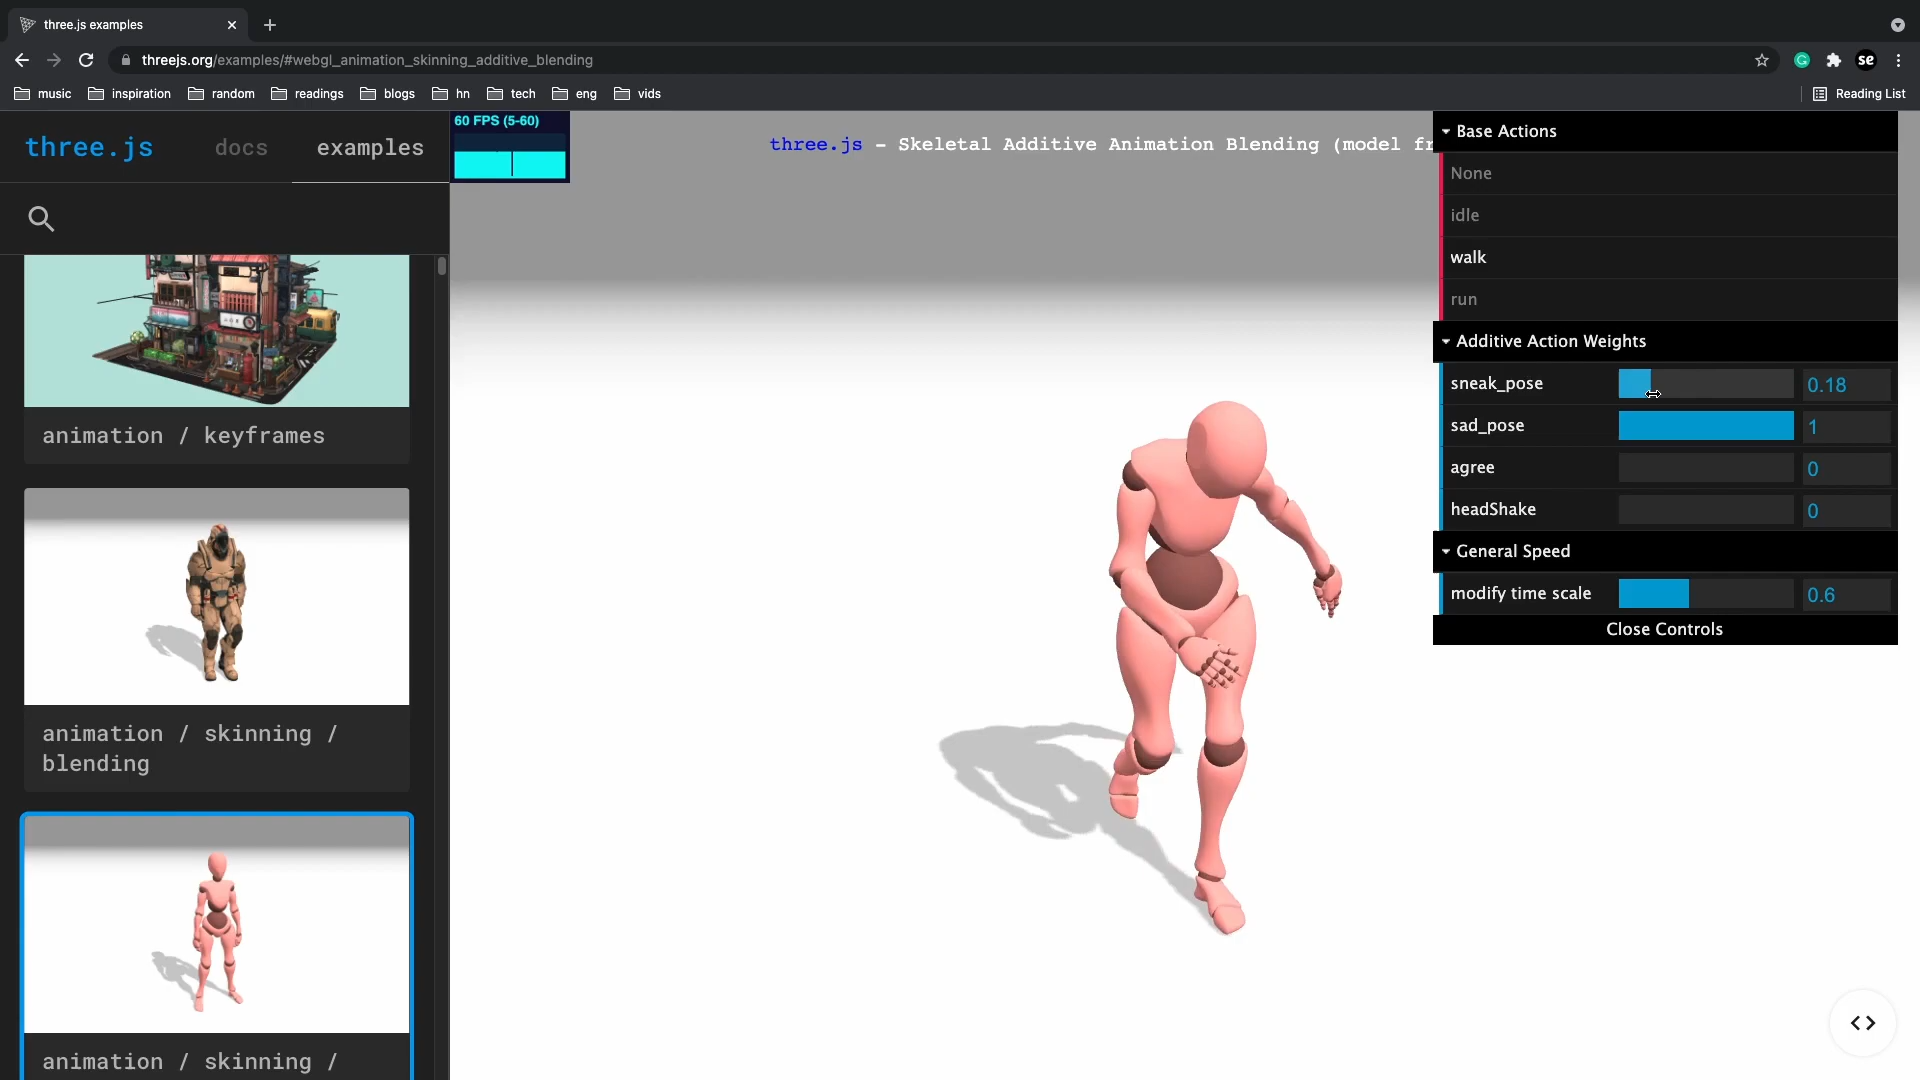 three.js examples
threejs.org/examples/#webgl_animation_skinning_additive_blending
se
music
inspiration
random
readings
blogs
hn
tech
eng
vids
Reading List
three.js
docs
examples
60 FPS (5-60)
three.js - Skeletal Additive Animation Blending (model fr
animation / keyframes
animation / skinning /
blending
animation / skinning /
Base Actions
None
idle
walk
run
Additive Action Weights
sneak_pose 0.18
sad_pose 1
agree 0
headShake 0
General Speed
modify time scale 0.6
Close Controls